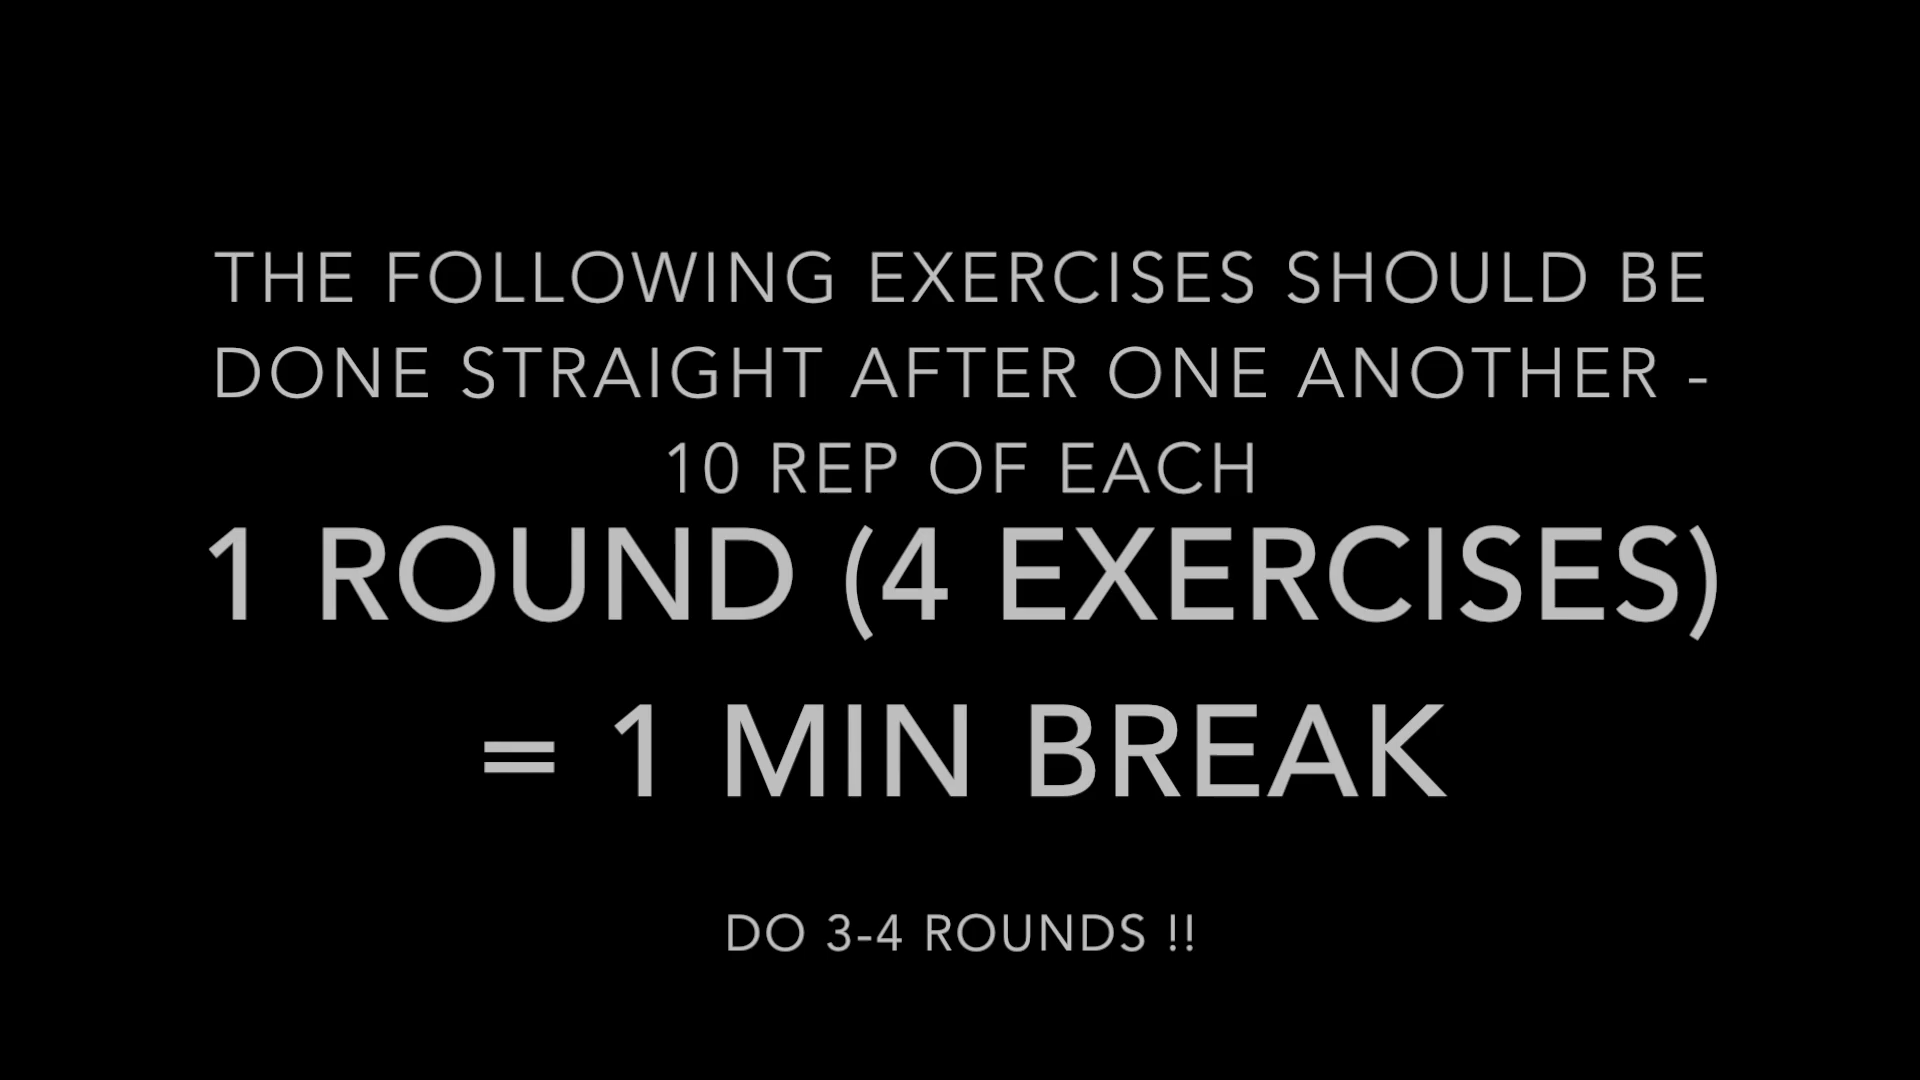 THE FOLLOWING EXERCISES SHOULD BE
DONE STRAIGHT AFTER ONE ANOTHER -
10 REP OF EACH
1 ROUND (4 EXERCISES)
= 1 MIN BREAK
DO 3-4 ROUNDS !!